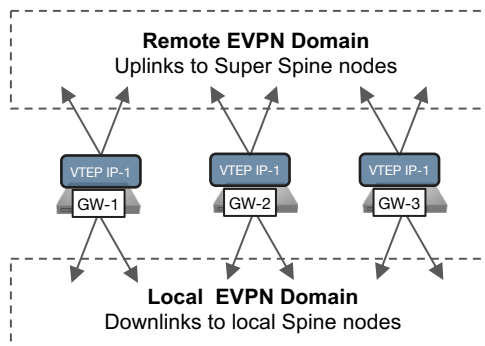 Remote EVPN Domain
Uplinks to Super Spine nodes
VTEP IP-1
VTEP IP-1
VTEP IP-1
GW-1
GW-2
GW-3
Local EVPN Domain
Downlinks to local Spine nodes